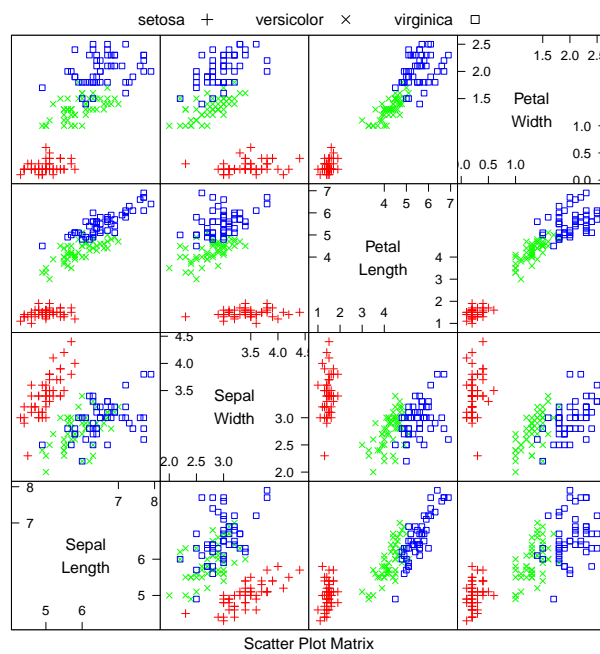 setosa + versicolor × virginica □
2.5
1.5 2.0 2.5
2.0
Petal
1.5
Width
1.0
1.0
0.5
0.0
0.0 0.5 1.0
7
4 5 6 7
6
5
Petal
4
4
Length
3
2
1
1 2 3 4
4.5
3.5 4.5
4.0
3.5
Sepal
Width
3.0
2.5
2.0
2.0 2.5 3.0
8
7 8
7
Sepal
6
Length
5
5 6
Scatter Plot Matrix